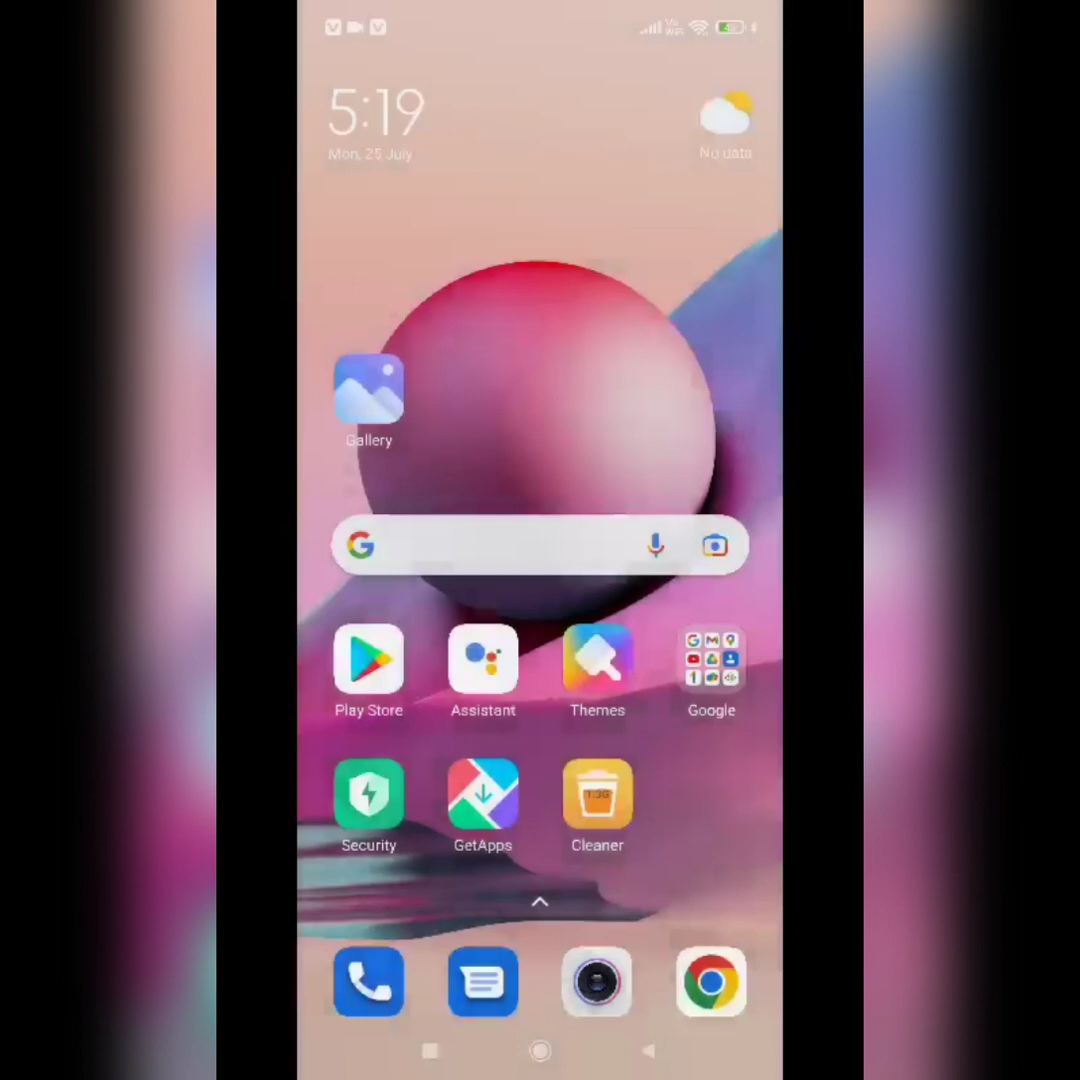 5:19
Mon, 25 July
No data
Gallery
Play Store
Assistant
Themes
Google
Security
GetApps
Cleaner